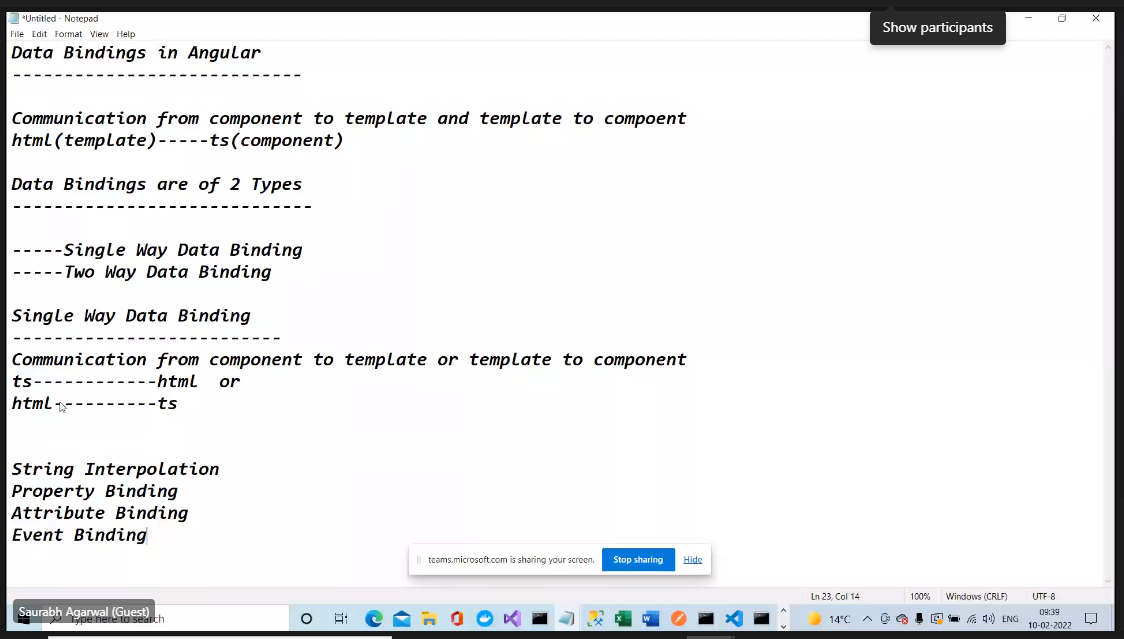 *Untitled - Notepad
Show participants
File Edit Format View Help
Data Bindings in Angular
----------------------------
Communication from component to template and template to compoent
html(template)-----ts(component)
Data Bindings are of 2 Types
-----------------------------
-----Single Way Data Binding
-----Two Way Data Binding
Single Way Data Binding
--------------------------
Communication from component to template or template to component
ts------------html or
html----------ts
String Interpolation
Property Binding
Attribute Binding
Event Binding
teams.microsoft.com is sharing your screen. Stop sharing Hide
Ln 23, Col 14 100% Windows (CRLF) UTF-8
Saurabh Agarwal (Guest)
Type here to search
14°C ENG 09:39
10-02-2022